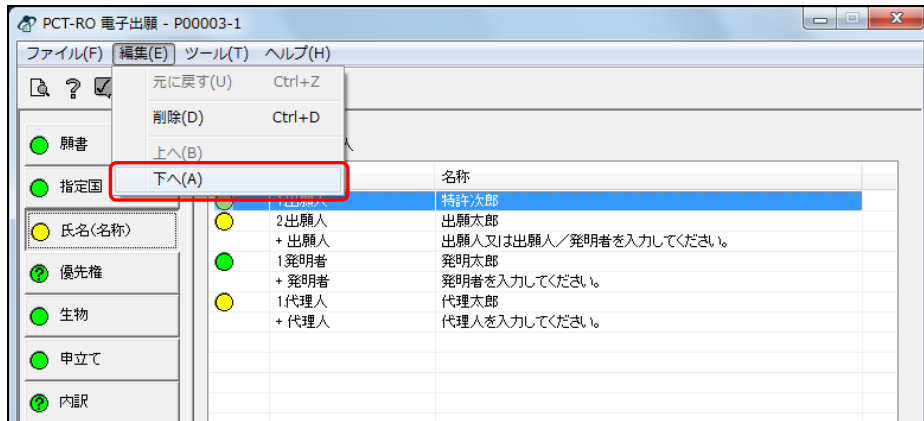 PCT-RO 電子出願 - P00003-1
ファイル(F) 編集(E) ツール(T) ヘルプ(H)
元に戻す(U) Ctrl+Z
削除(D) Ctrl+D
上へ(B)
下へ(A)
願書
指定国
氏名(名称)
優先権
生物
申立て
内訳
人
名称
1出願人 特許次郎
2出願人 出願太郎
+ 出願人 出願人又は出願人／発明者を入力してください。
1発明者 発明太郎
+ 発明者 発明者を入力してください。
1代理人 代理太郎
+ 代理人 代理人を入力してください。